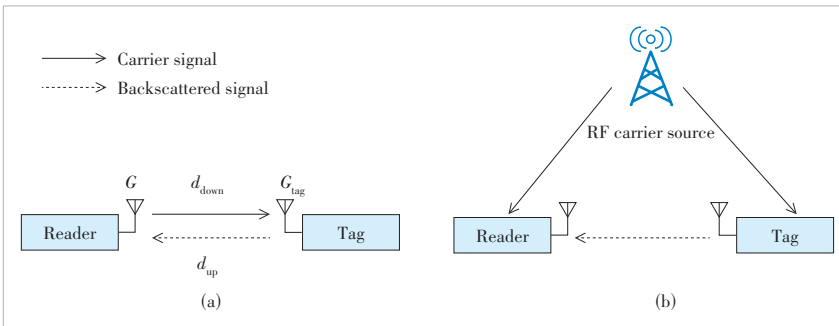 Carrier signal
Backscattered signal
RF carrier source
G
d_down
G_tag
Reader
Tag
d_up
Reader
Tag
(a)
(b)